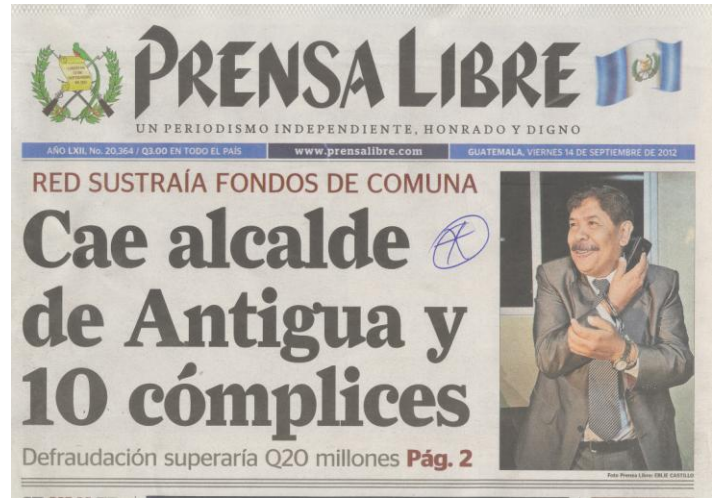 PRENSA LIBRE
UN PERIODISMO INDEPENDIENTE, HONRADO Y DIGNO
AÑO LXII, No. 20,364 / Q3.00 EN TODO EL PAÍS
www.prensalibre.com
GUATEMALA, VIERNES 14 DE SEPTIEMBRE DE 2012
RED SUSTRAÍA FONDOS DE COMUNA
Cae alcalde
de Antigua y
10 cómplices
Defraudación superaría Q20 millones Pág. 2
Foto Prensa Libre: ERLIE CASTILLO